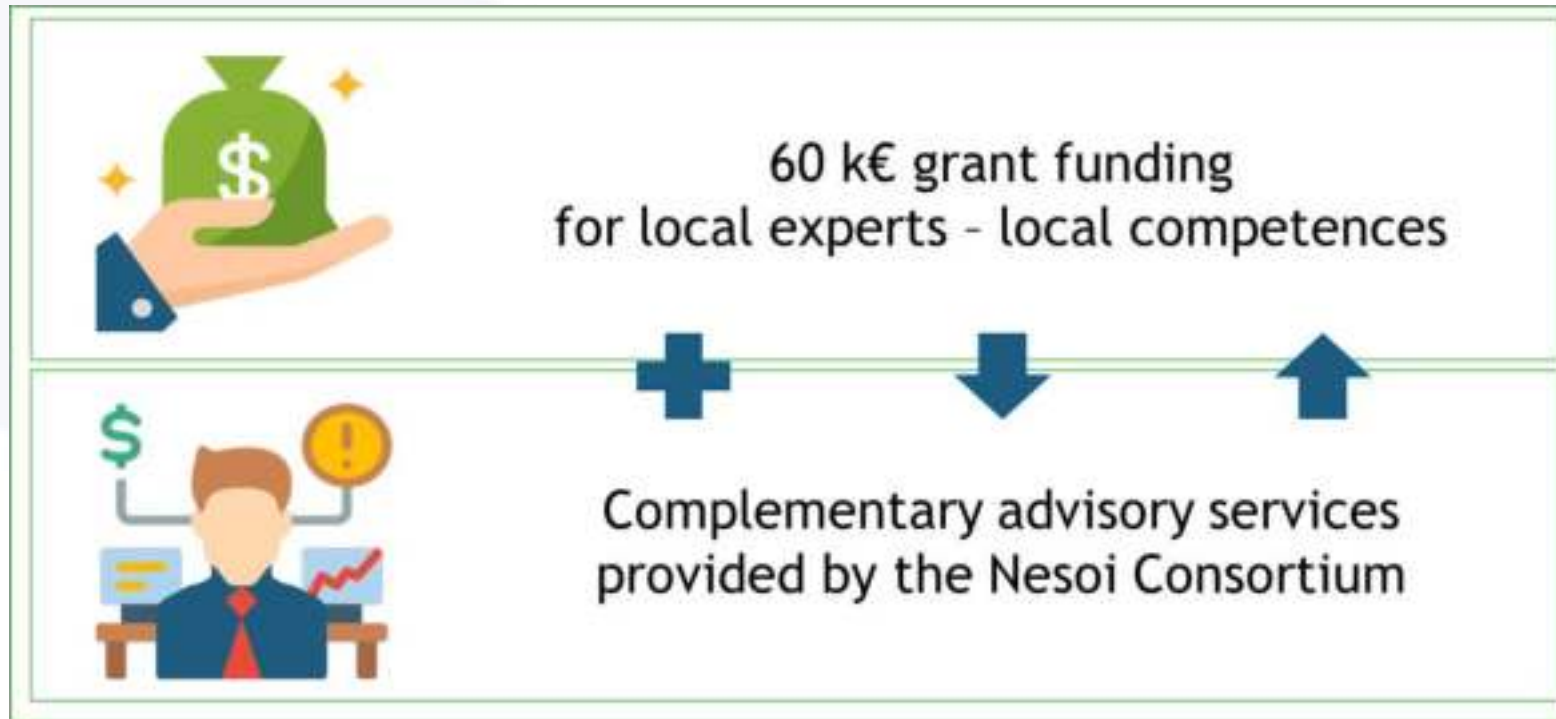 $
60 k€ grant funding
for local experts – local competences
$
!
Complementary advisory services
provided by the Nesoi Consortium